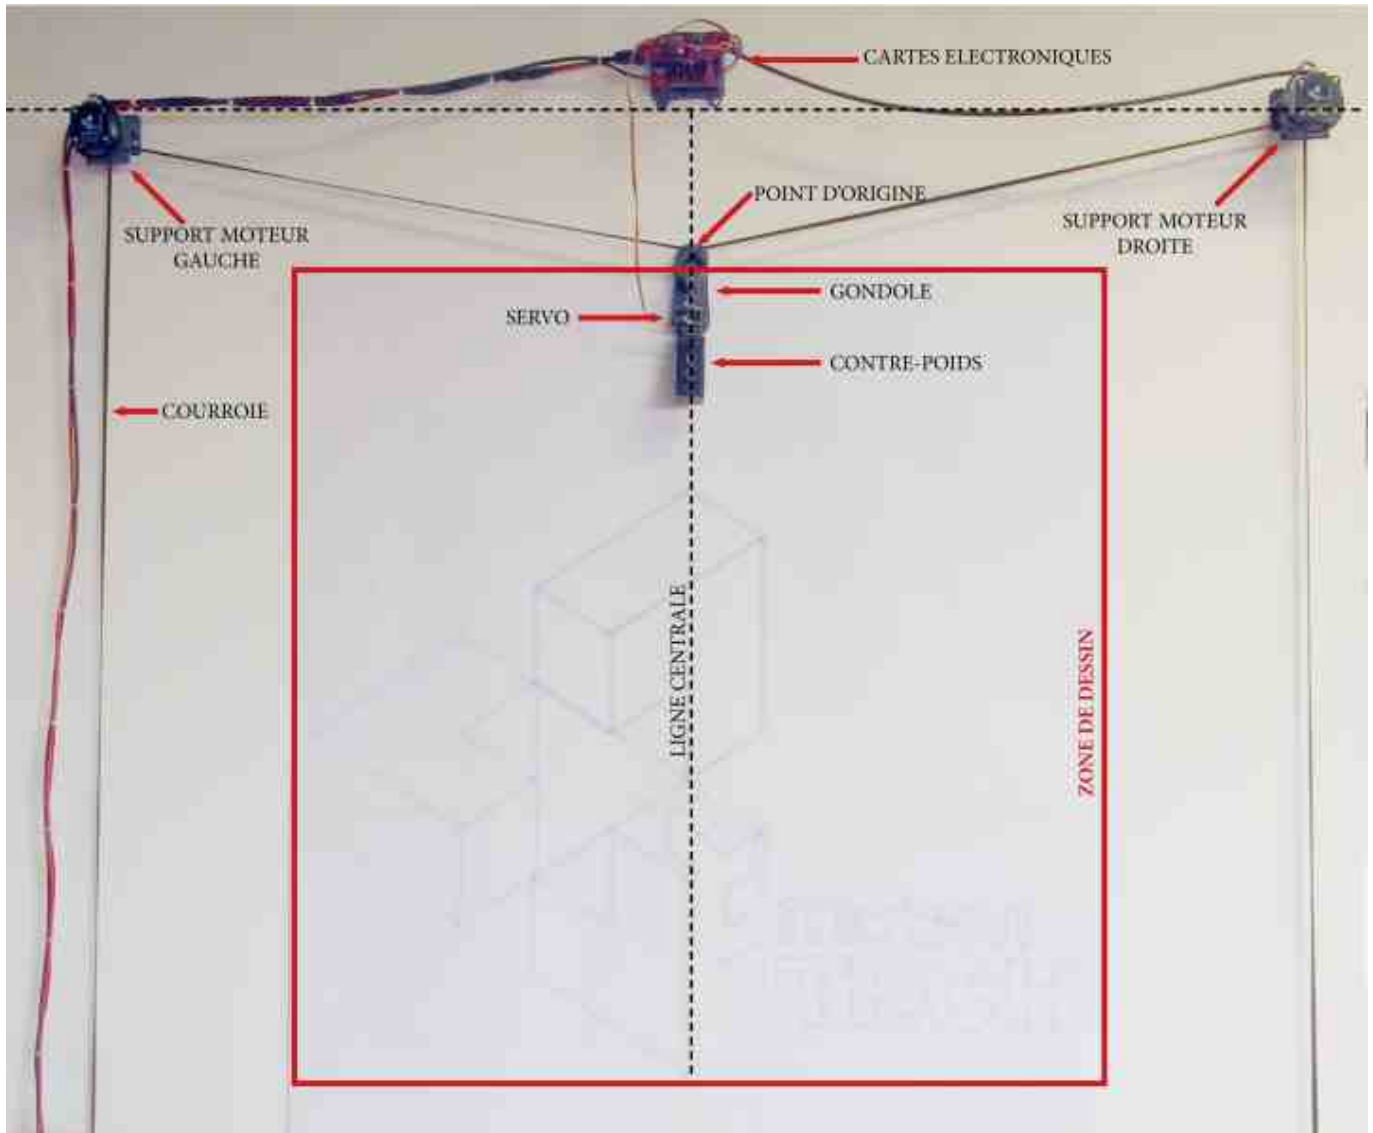 CARTES ELECTRONIQUES
POINT D'ORIGINE
SUPPORT MOTEUR
GAUCHE
SUPPORT MOTEUR
DROITE
GONDOLE
SERVO
CONTRE-POIDS
COURROIE
LIGNE CENTRALE
ZONE DE DESSIN